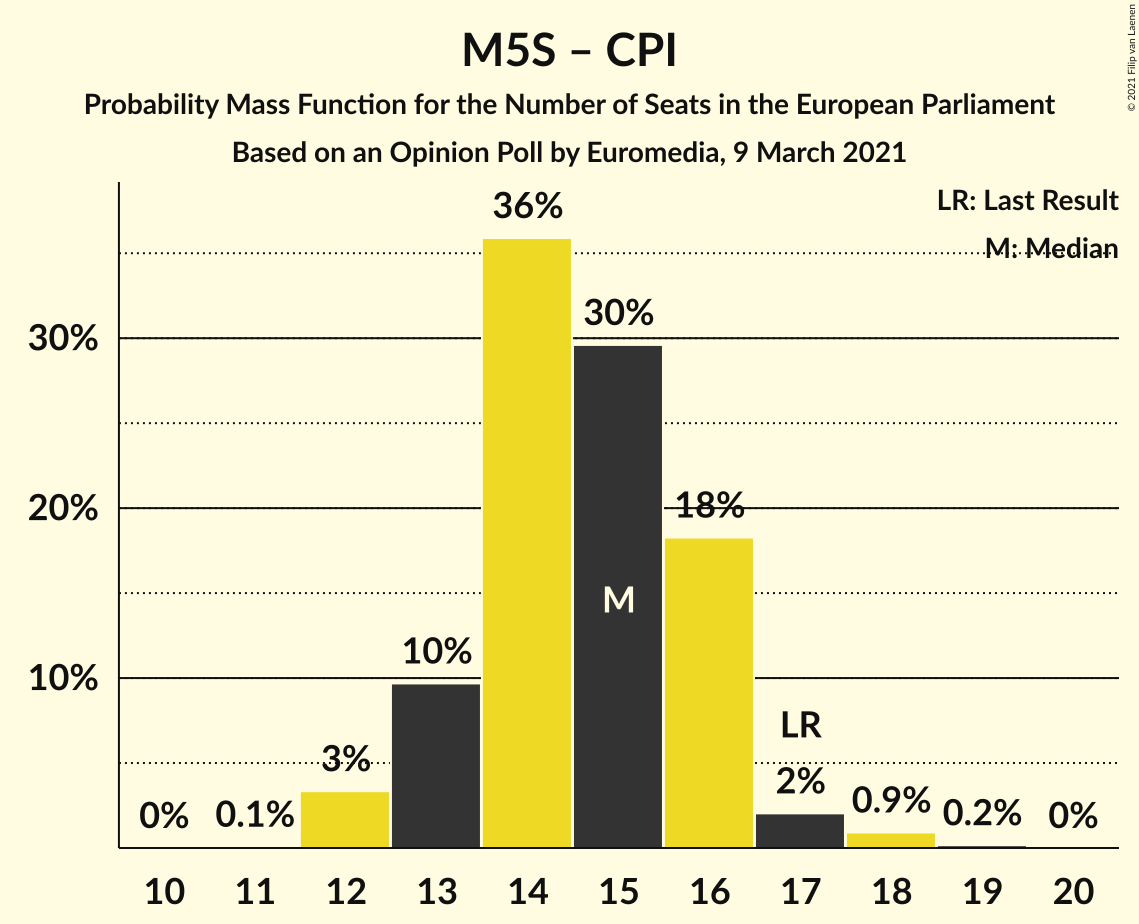 M5S – CPI
Probability Mass Function for the Number of Seats in the European Parliament
Based on an Opinion Poll by Euromedia, 9 March 2021
© 2021 Filip van Laenen
LR: Last Result
M: Median
36%
30%
30%
20%
18%
M
10%
10%
LR
3%
2%
0%
0.1%
0.9%
0.2%
0%
10 11 12 13 14 15 16 17 18 19 20